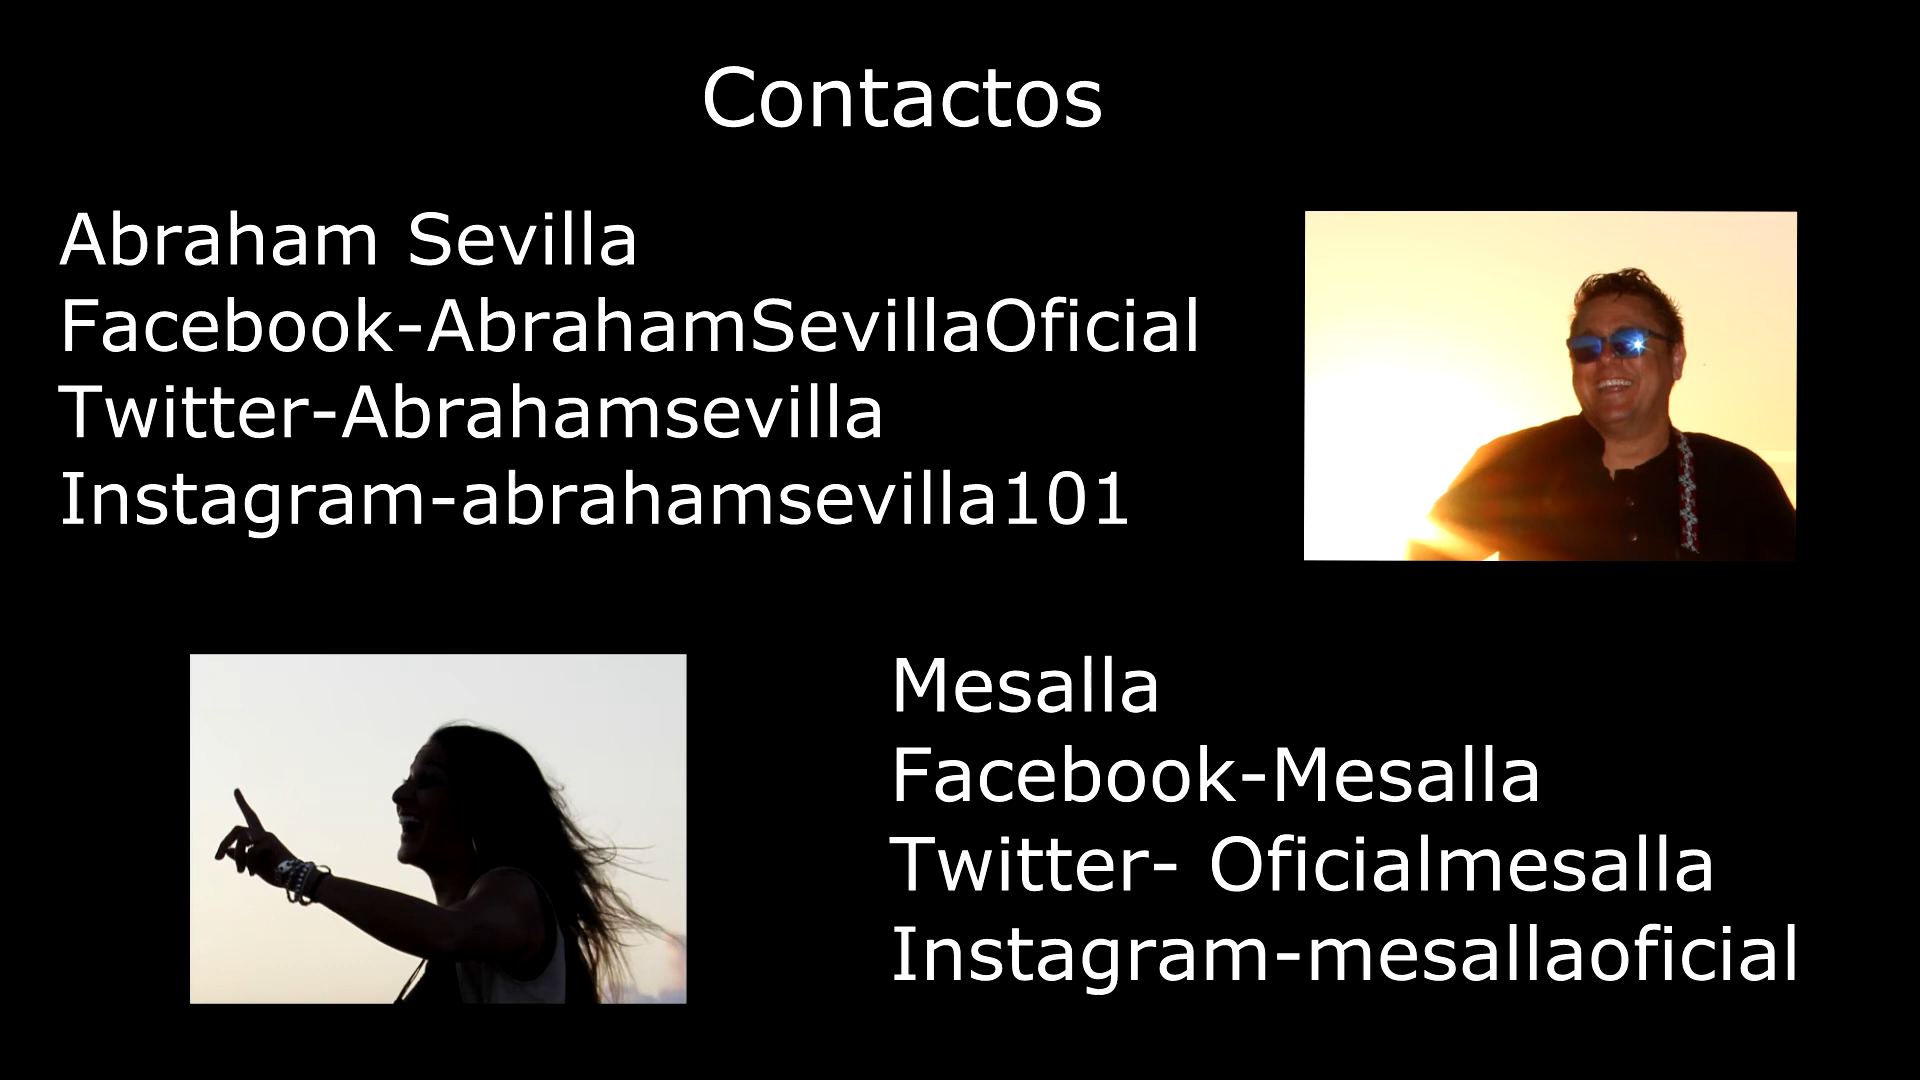 Contactos
Abraham Sevilla
Facebook-AbrahamSevillaOficial
Twitter-Abrahamsevilla
Instagram-abrahamsevilla101
Mesalla
Facebook-Mesalla
Twitter- Oficialmesalla
Instagram-mesallaoficial